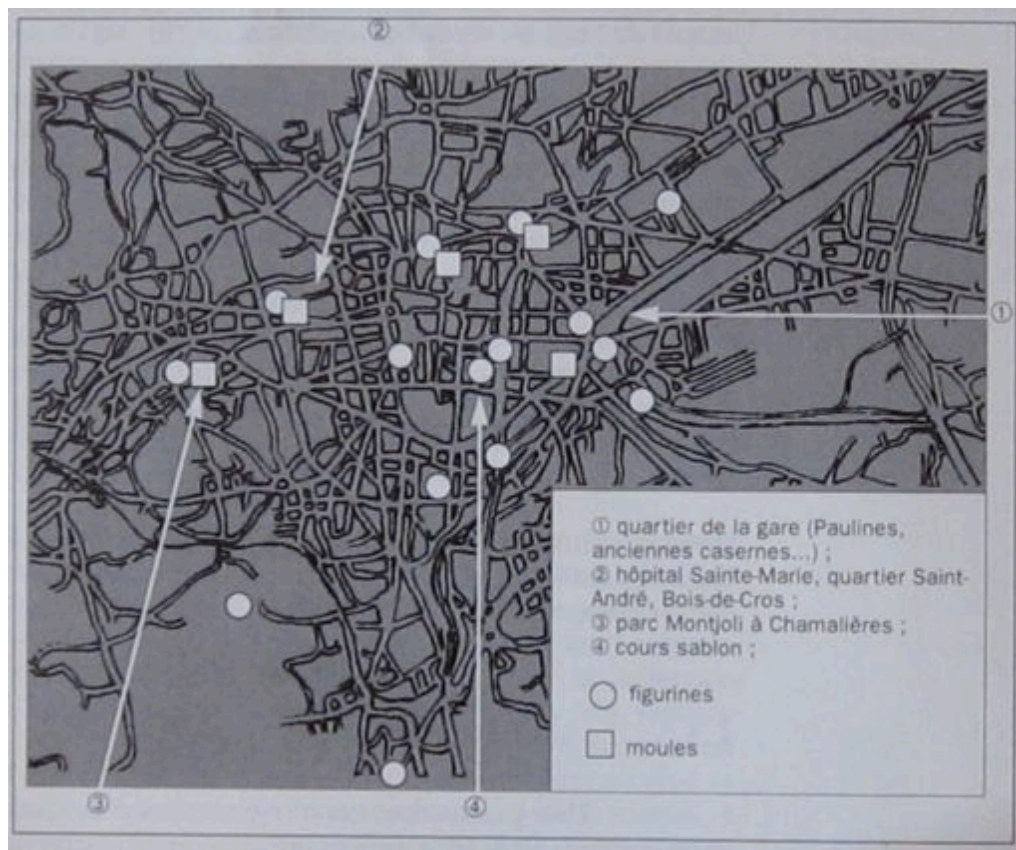 ②
①
① quartier de la gare (Paulines,
anciennes casernes...) ;
② hôpital Sainte-Marie, quartier Saint-
André, Bois-de-Cros ;
③ parc Montjoli à Chamalières ;
④ cours sablon ;
figurines
moules
③
④